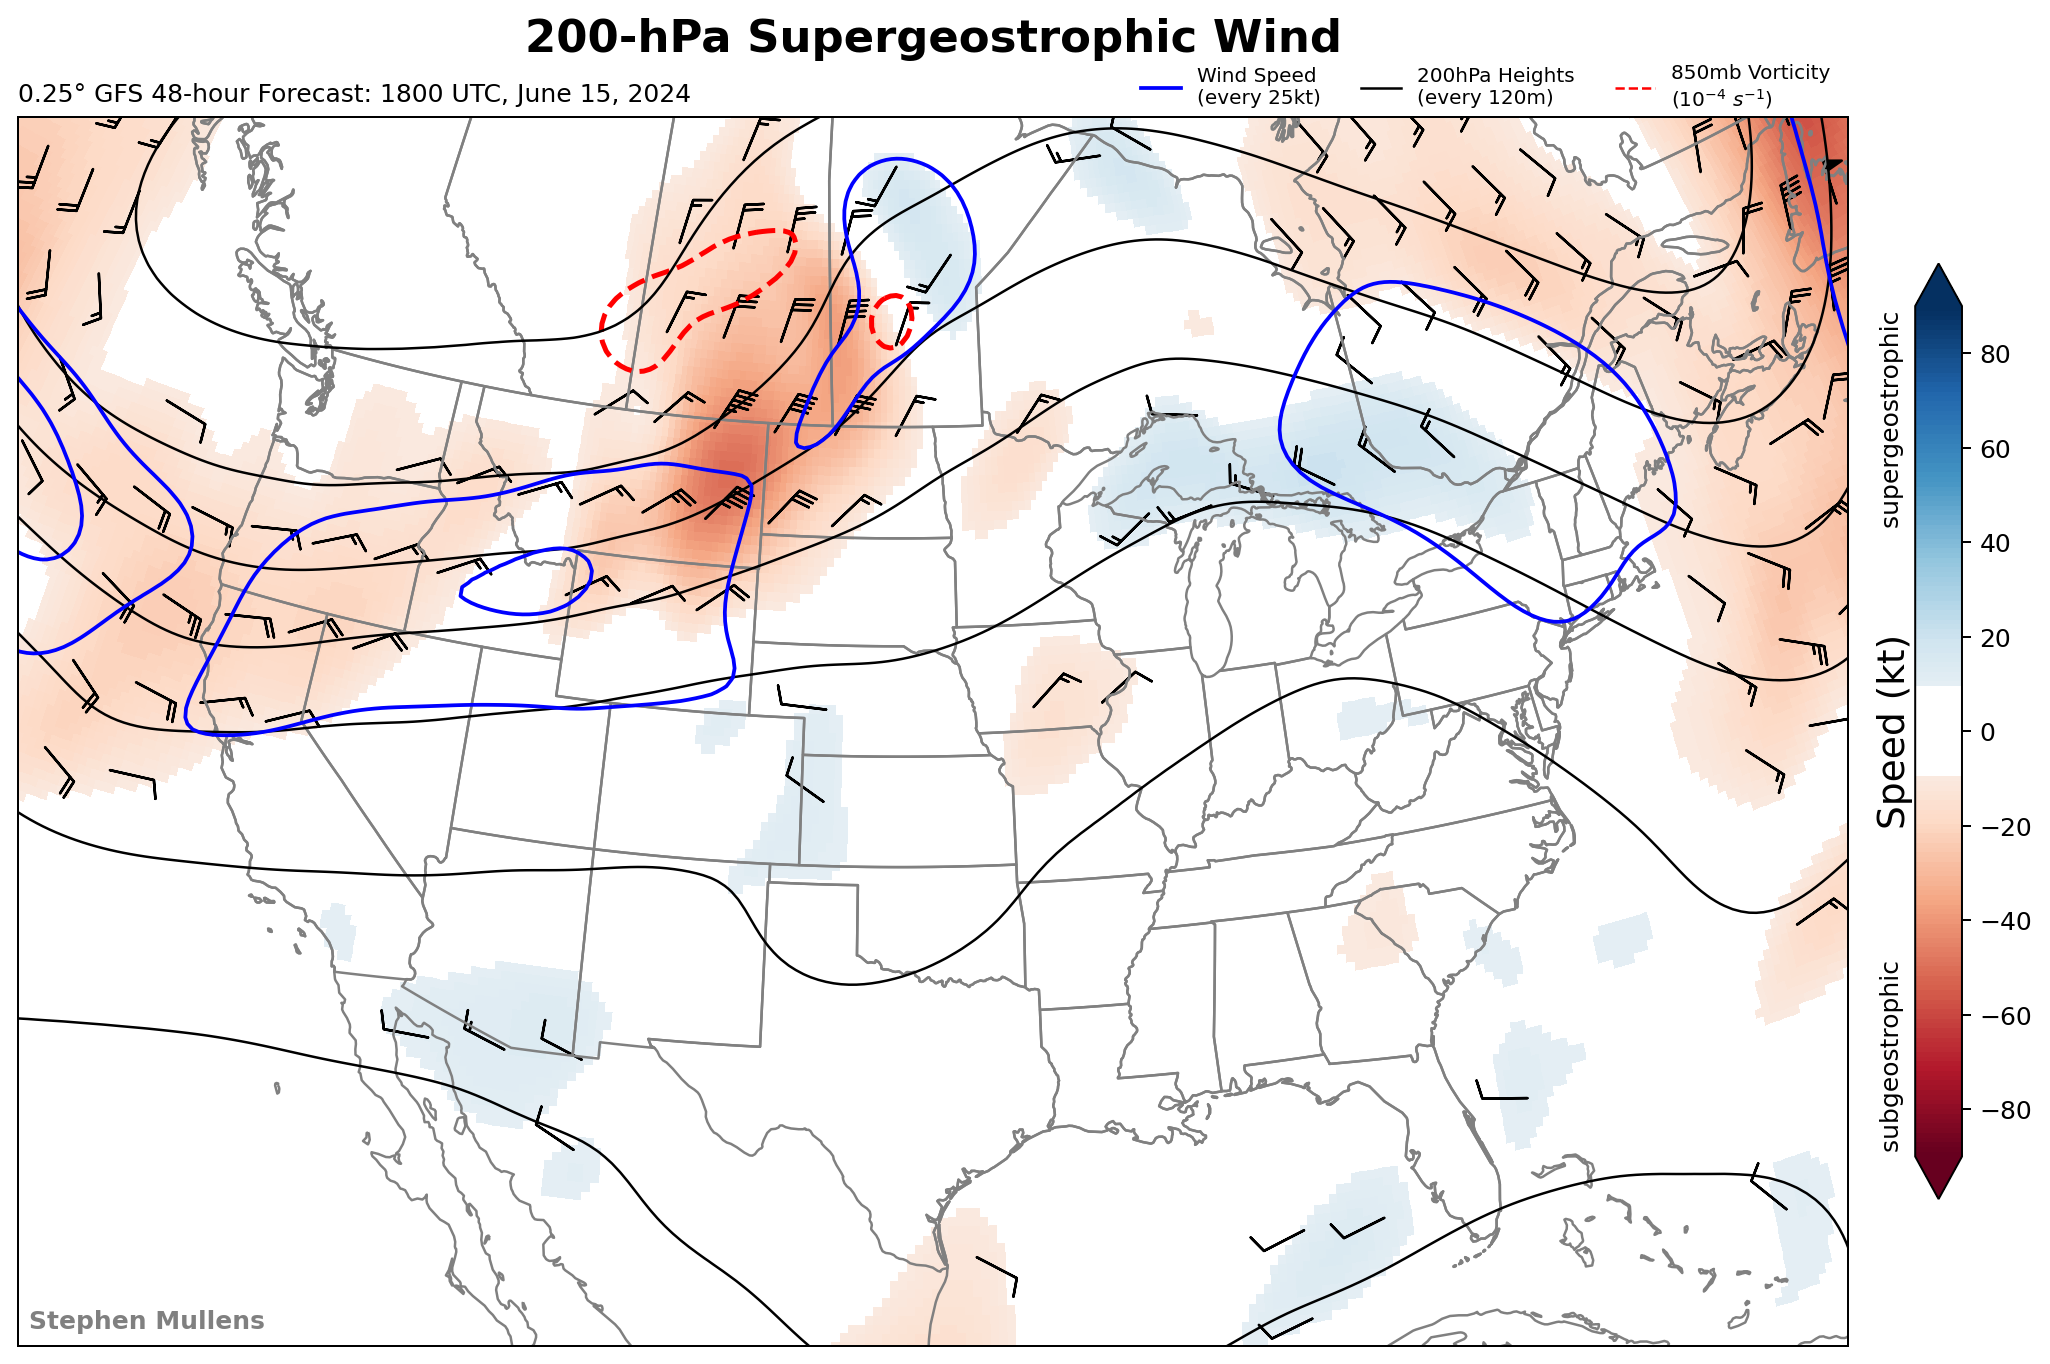 200-hPa Supergeostrophic Wind
0.25° GFS 48-hour Forecast: 1800 UTC, June 15, 2024
Wind Speed
(every 25kt)
200hPa Heights
(every 120m)
850mb Vorticity
(10⁻⁴ s⁻¹)
supergeostrophic
Speed (kt)
subgeostrophic
80
60
40
20
0
−20
−40
−60
−80
Stephen Mullens